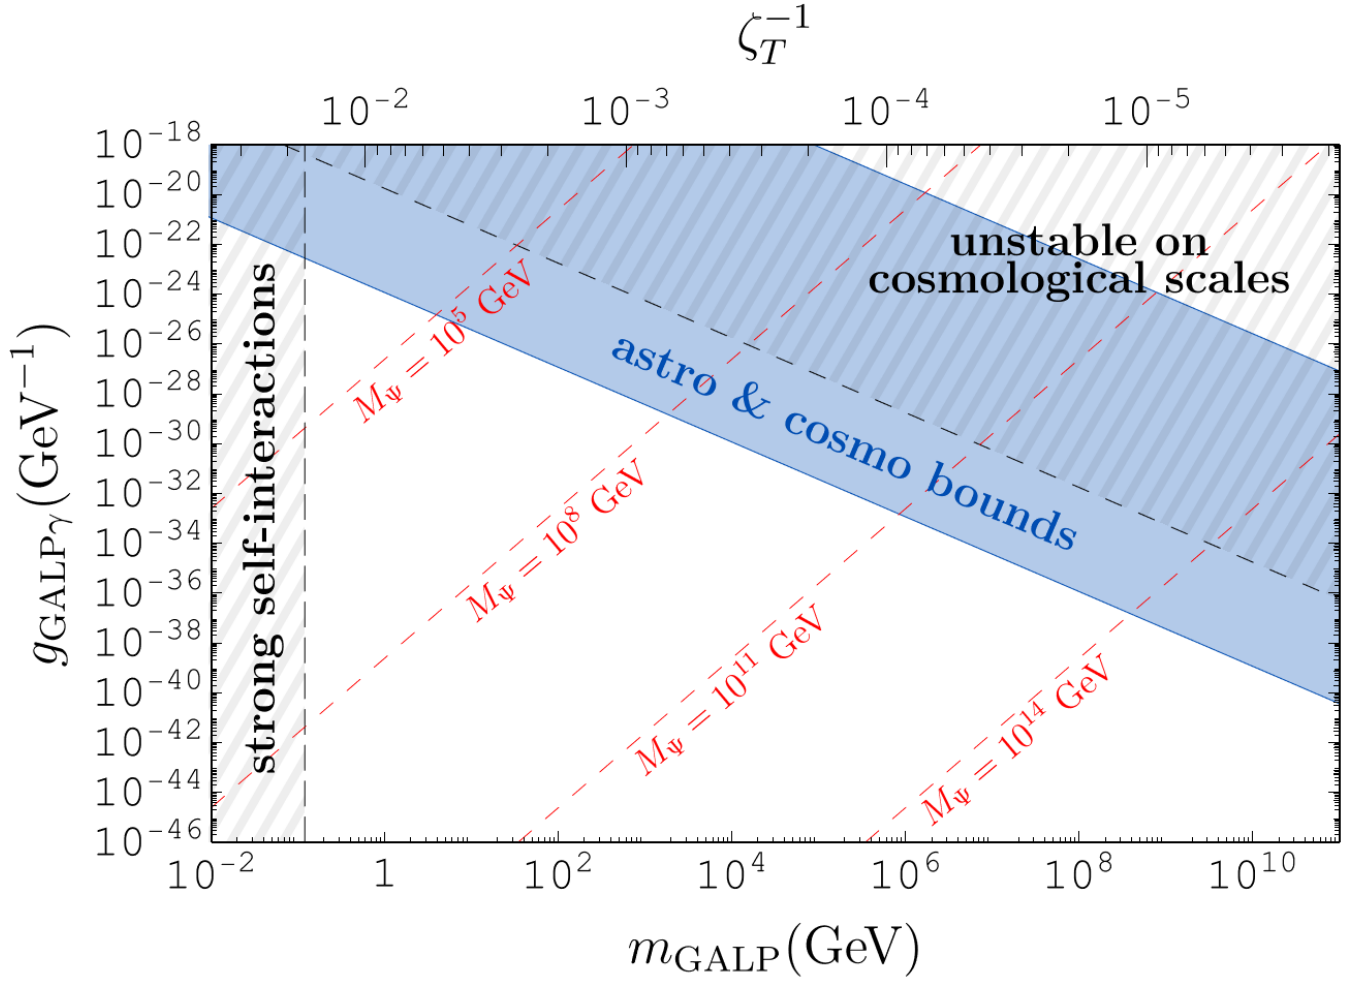 ζ_T^{-1}
10^{-2} 10^{-3} 10^{-4} 10^{-5}
10^{-18}
10^{-20}
10^{-22}
10^{-24}
10^{-26}
10^{-28}
10^{-30}
10^{-32}
10^{-34}
10^{-36}
10^{-38}
10^{-40}
10^{-42}
10^{-44}
10^{-46}
g_{GALPγ}(GeV^{-1})
strong self-interactions
unstable on
cosmological scales
astro & cosmo bounds
M_Ψ = 10^5 GeV
M_Ψ = 10^8 GeV
M_Ψ = 10^{11} GeV
M_Ψ = 10^{14} GeV
10^{-2} 1 10^2 10^4 10^6 10^8 10^{10}
m_{GALP}(GeV)